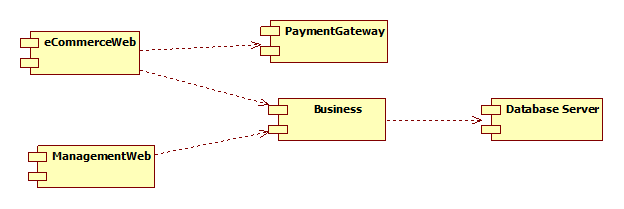 eCommerceWeb
PaymentGateway
Business
Database Server
ManagementWeb